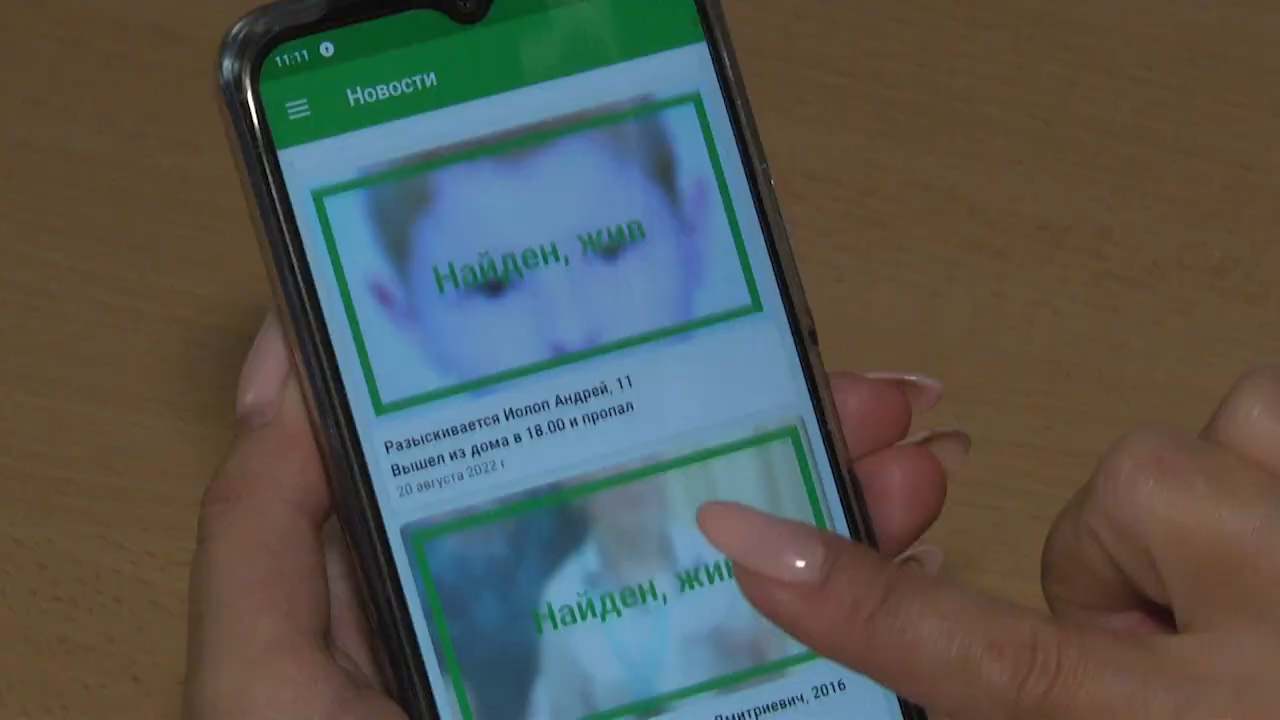 11:11
Новости
Найден, жив
Разыскивается Иолоп Андрей, 11
Вышел из дома в 18.00 и пропал
20 августа 2022 г
Найден, жив
Дмитриевич, 2016